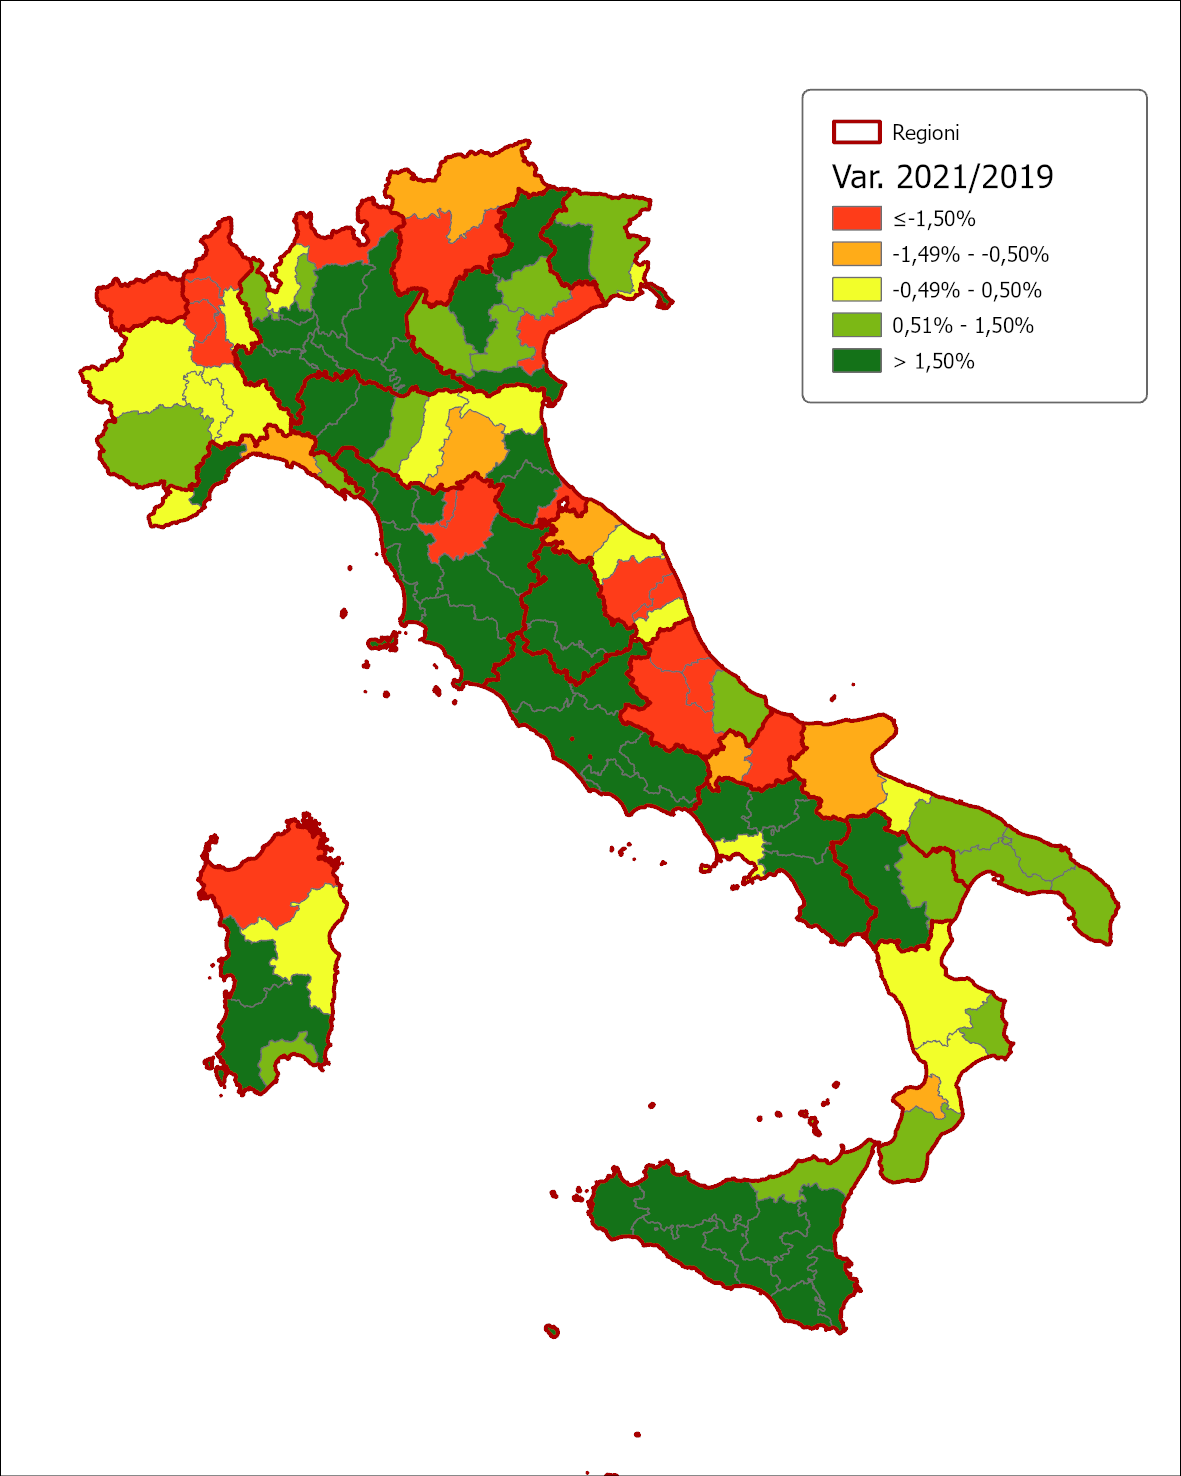 Regioni
Var. 2021/2019
≤-1,50%
-1,49% - -0,50%
-0,49% - 0,50%
0,51% - 1,50%
> 1,50%